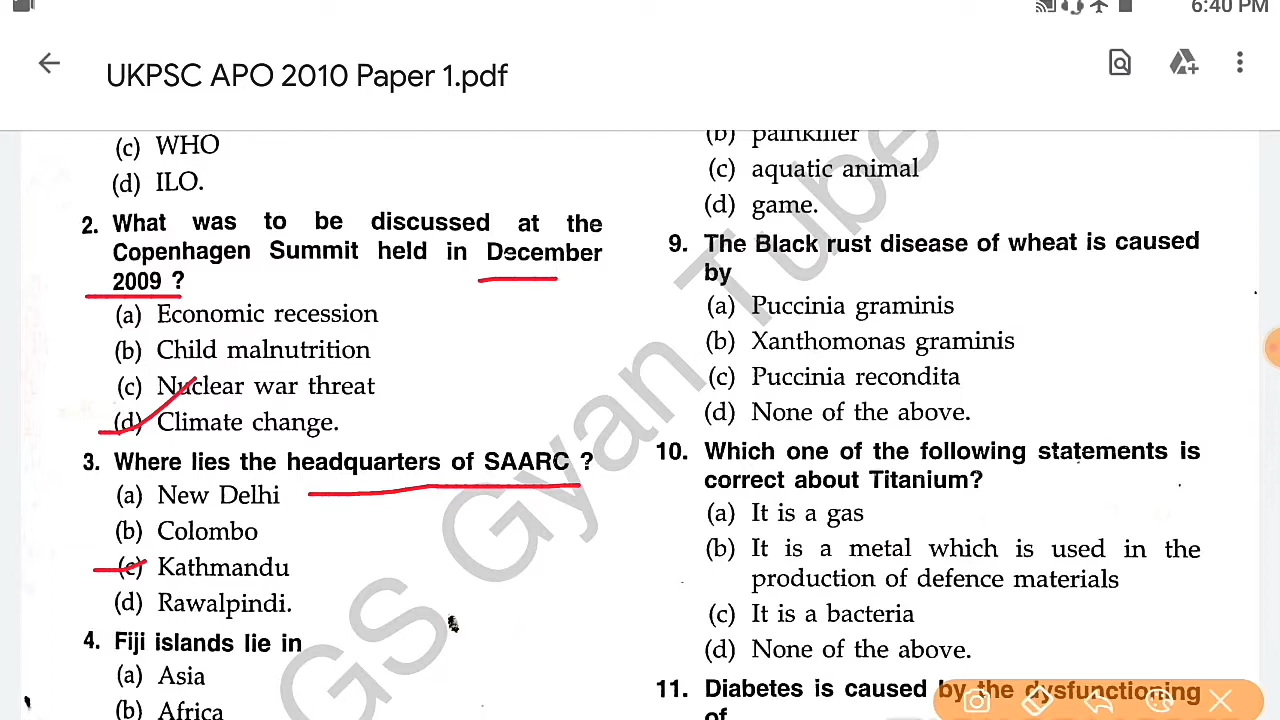 6:40 PM
UKPSC APO 2010 Paper 1.pdf
(c) WHO
(d) ILO.
2. What was to be discussed at the
Copenhagen Summit held in December
2009 ?
(a) Economic recession
(b) Child malnutrition
(c) Nuclear war threat
(d) Climate change.
3. Where lies the headquarters of SAARC ?
(a) New Delhi
(b) Colombo
(c) Kathmandu
(d) Rawalpindi.
4. Fiji islands lie in
(a) Asia
(b) Africa
(b) painkiller
(c) aquatic animal
(d) game.
9. The Black rust disease of wheat is caused
by
(a) Puccinia graminis
(b) Xanthomonas graminis
(c) Puccinia recondita
(d) None of the above.
10. Which one of the following statements is
correct about Titanium?
(a) It is a gas
(b) It is a metal which is used in the
production of defence materials
(c) It is a bacteria
(d) None of the above.
11. Diabetes is caused by the dysfunctioning
of
GS Gyan Tube